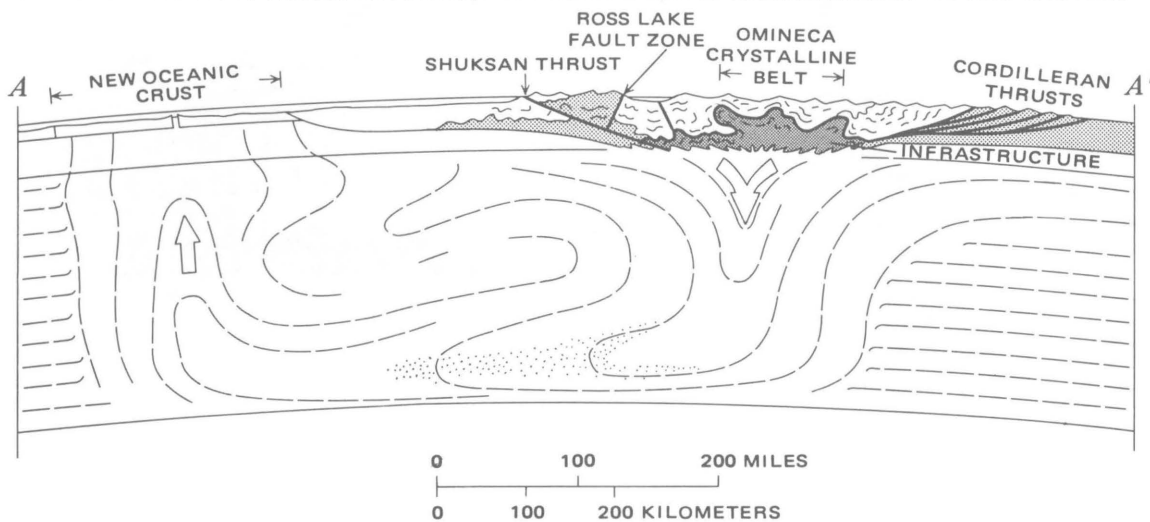 ROSS LAKE
FAULT ZONE
OMINECA
CRYSTALLINE
BELT
SHUKSAN THRUST
NEW OCEANIC
CRUST
CORDILLERAN
THRUSTS
A
A'
INFRASTRUCTURE
0 100 200 MILES
0 100 200 KILOMETERS